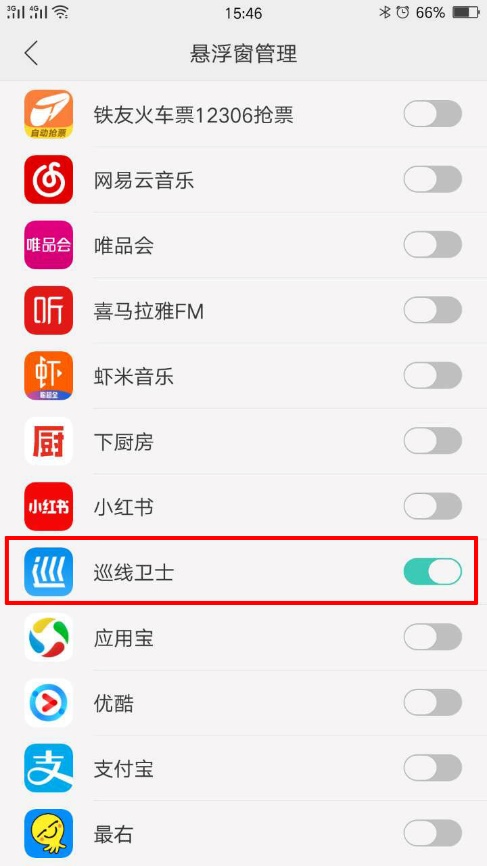 3G 4G 15:46 66%
悬浮窗管理
自动抢票
铁友火车票12306抢票
网易云音乐
唯品会
唯品会
听
喜马拉雅FM
虾
虾米音乐
厨
下厨房
小红书
小红书
巡线卫士
应用宝
优酷
支
支付宝
最右